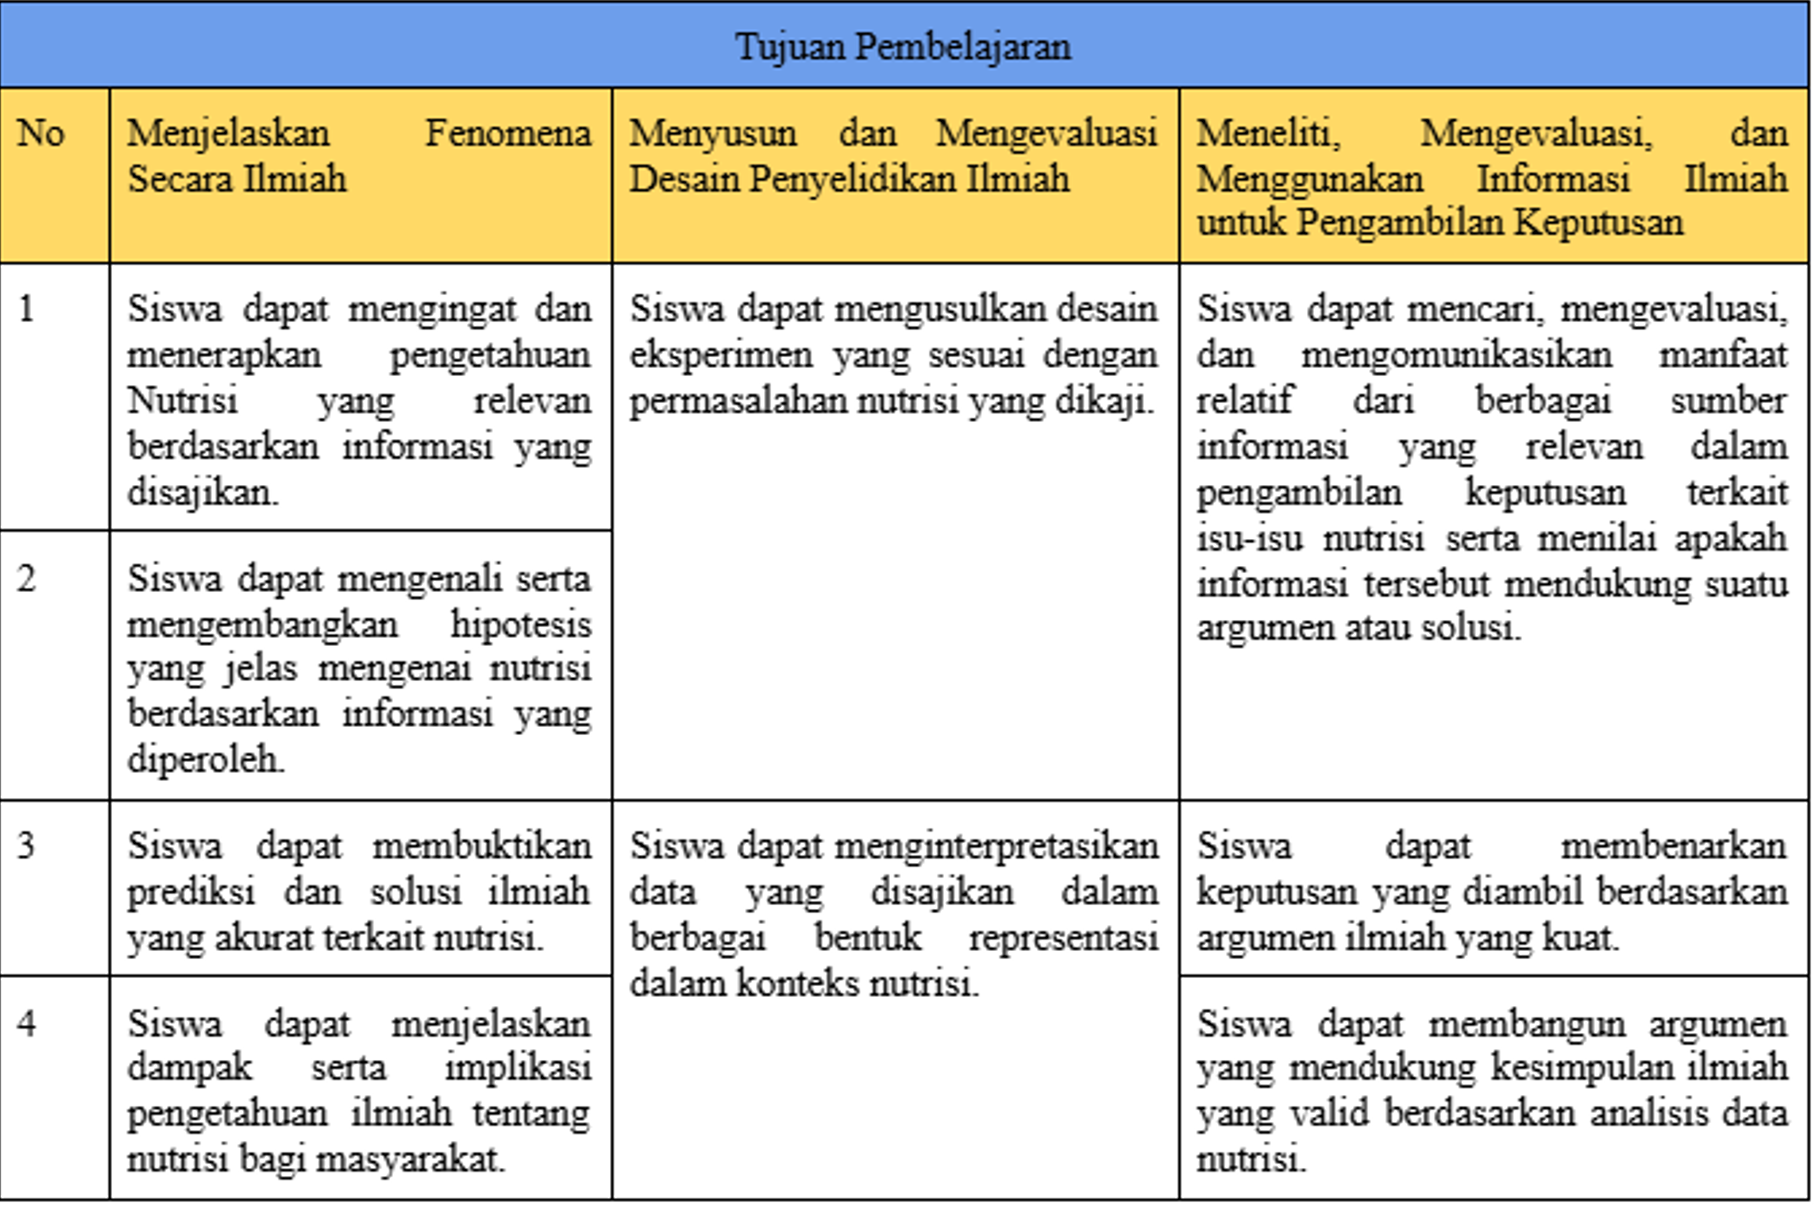 Tujuan Pembelajaran
No
Menjelaskan Fenomena
Secara Ilmiah
Menyusun dan Mengevaluasi
Desain Penyelidikan Ilmiah
Meneliti, Mengevaluasi, dan
Menggunakan Informasi Ilmiah
untuk Pengambilan Keputusan
1
Siswa dapat mengingat dan
menerapkan pengetahuan
Nutrisi yang relevan
berdasarkan informasi yang
disajikan.
Siswa dapat mengusulkan desain
eksperimen yang sesuai dengan
permasalahan nutrisi yang dikaji.
Siswa dapat mencari, mengevaluasi,
dan mengomunikasikan manfaat
relatif dari berbagai sumber
informasi yang relevan dalam
pengambilan keputusan terkait
isu-isu nutrisi serta menilai apakah
informasi tersebut mendukung suatu
argumen atau solusi.
2
Siswa dapat mengenali serta
mengembangkan hipotesis
yang jelas mengenai nutrisi
berdasarkan informasi yang
diperoleh.
3
Siswa dapat membuktikan
prediksi dan solusi ilmiah
yang akurat terkait nutrisi.
Siswa dapat menginterpretasikan
data yang disajikan dalam
berbagai bentuk representasi
dalam konteks nutrisi.
Siswa dapat membenarkan
keputusan yang diambil berdasarkan
argumen ilmiah yang kuat.
4
Siswa dapat menjelaskan
dampak serta implikasi
pengetahuan ilmiah tentang
nutrisi bagi masyarakat.
Siswa dapat membangun argumen
yang mendukung kesimpulan ilmiah
yang valid berdasarkan analisis data
nutrisi.